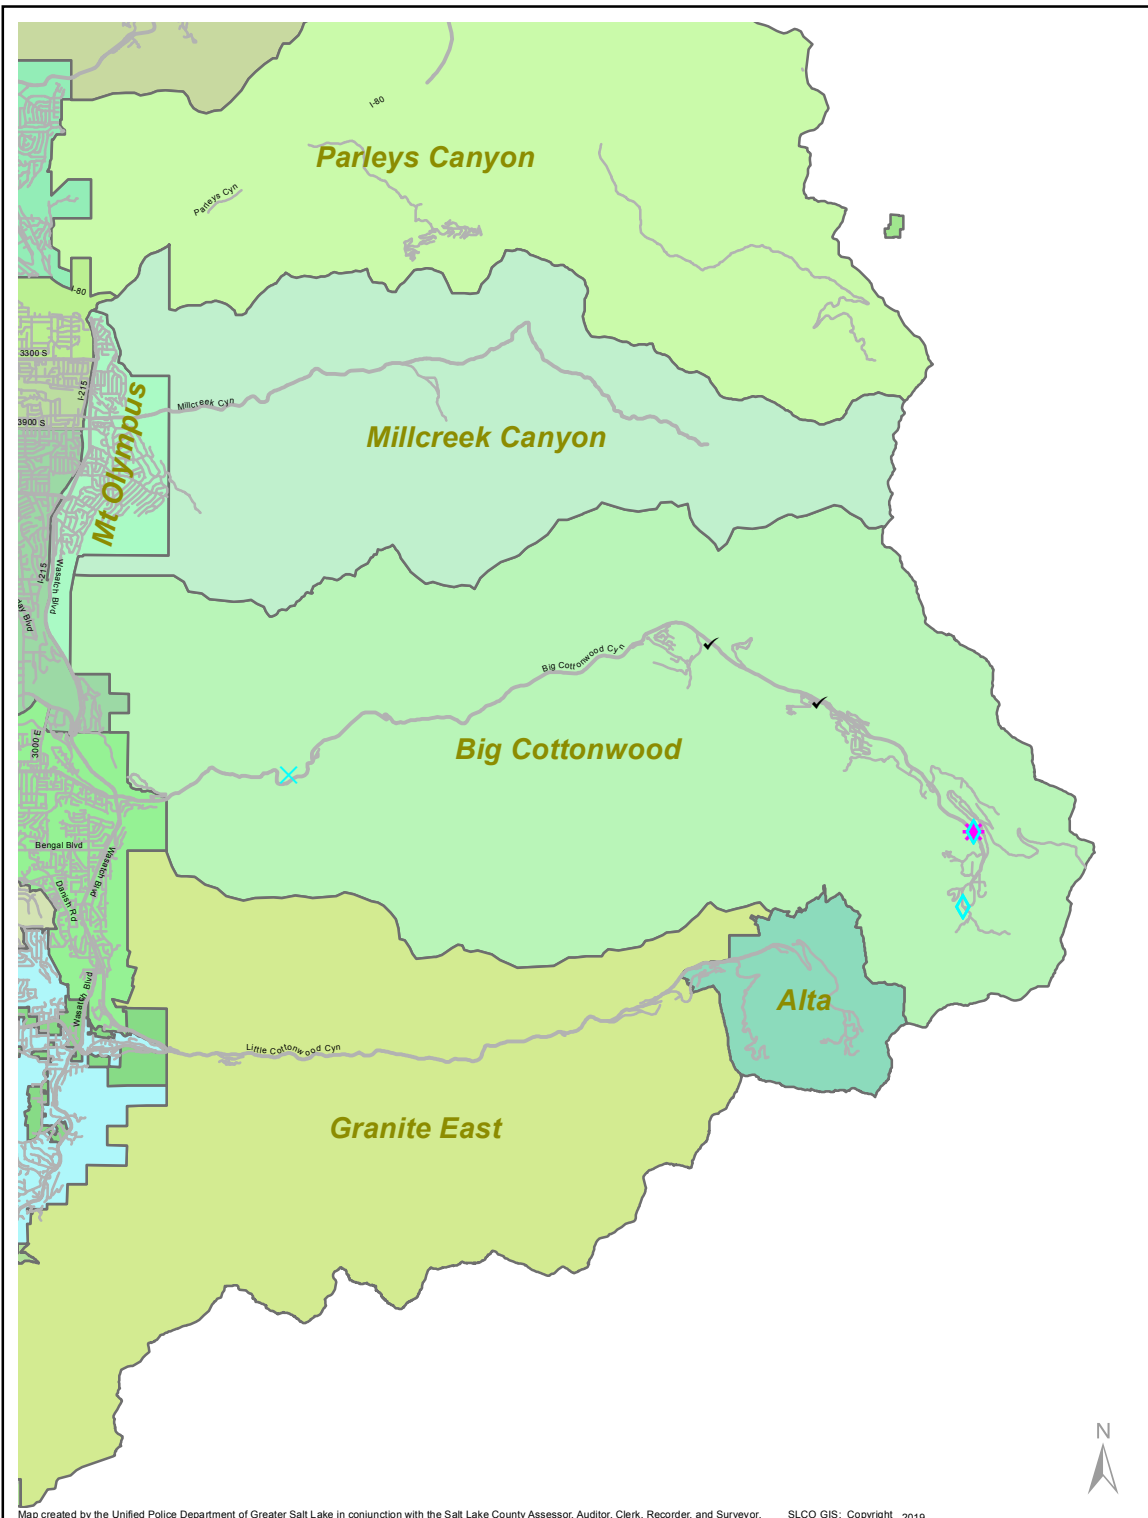 I-80
Parleys Canyon
Parleys Cyn
I-80
3300 S
I-215
Mt Olympus
Millcreek Cyn
3900 S
Millcreek Canyon
I-215
Wasatch Blvd
Blvd
Big Cottonwood Cyn
3000 E
Big Cottonwood
Bengal Blvd
Wasatch Blvd
Danish Rd
Wasatch Blvd
Alta
Little Cottonwood Cyn
Granite East
N
Map created by the Unified Police Department of Greater Salt Lake in conjunction with the Salt Lake County Assessor, Auditor, Clerk, Recorder, and Surveyor. SLCO GIS: Copyright 2019